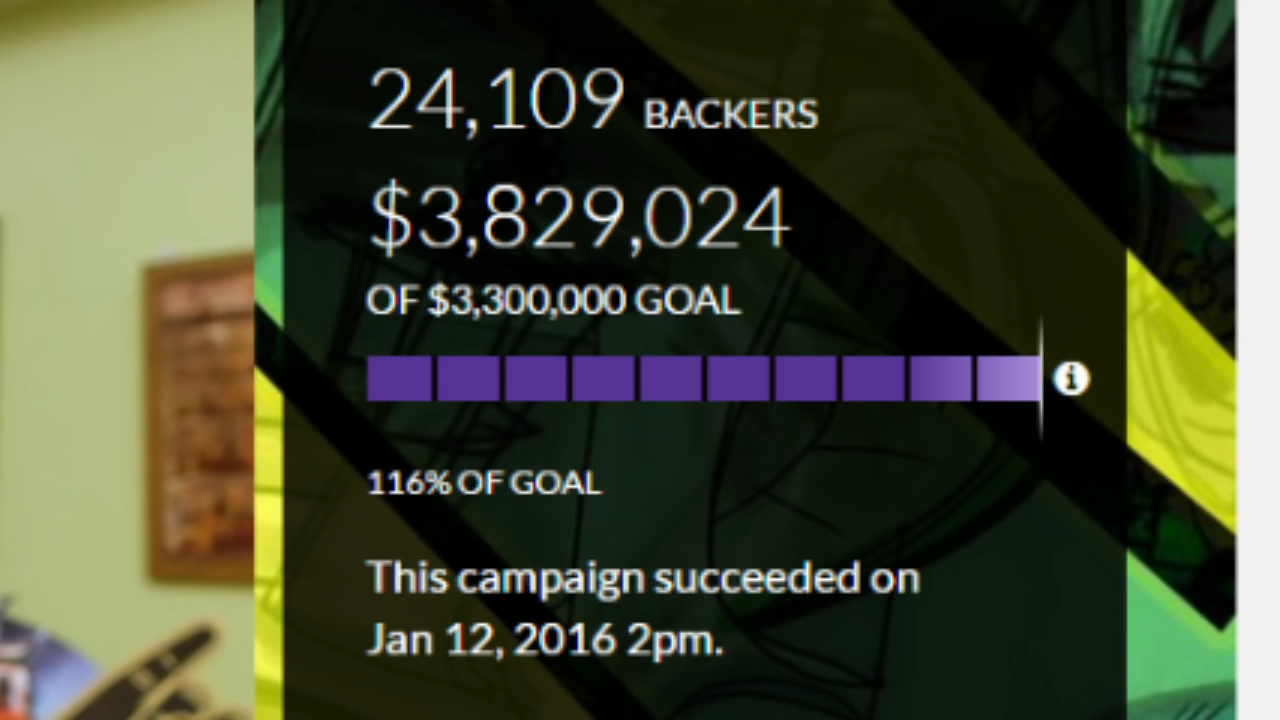 24,109 BACKERS
$3,829,024
OF $3,300,000 GOAL
116% OF GOAL
This campaign succeeded on
Jan 12, 2016 2pm.